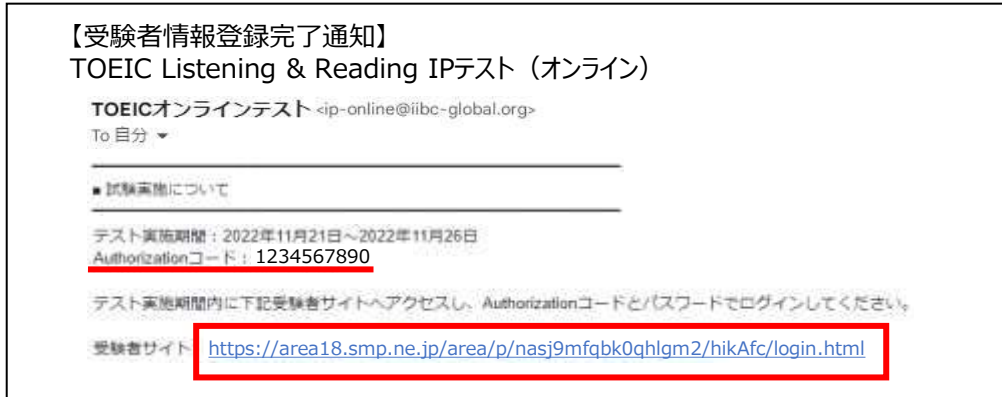 【受験者情報登録完了通知】
TOEIC Listening & Reading IPテスト（オンライン）
TOEICオンラインテスト <ip-online@iibc-global.org>
To 自分
■ 試験実施について
テスト実施期間：2022年11月21日～2022年11月26日
Authorizationコード： 1234567890
テスト実施期間内に下記受験者サイトへアクセスし、Authorizationコードとパスワードでログインしてください。
受験者サイト https://area18.smp.ne.jp/area/p/nasj9mfqbk0qhlgm2/hikAfc/login.html